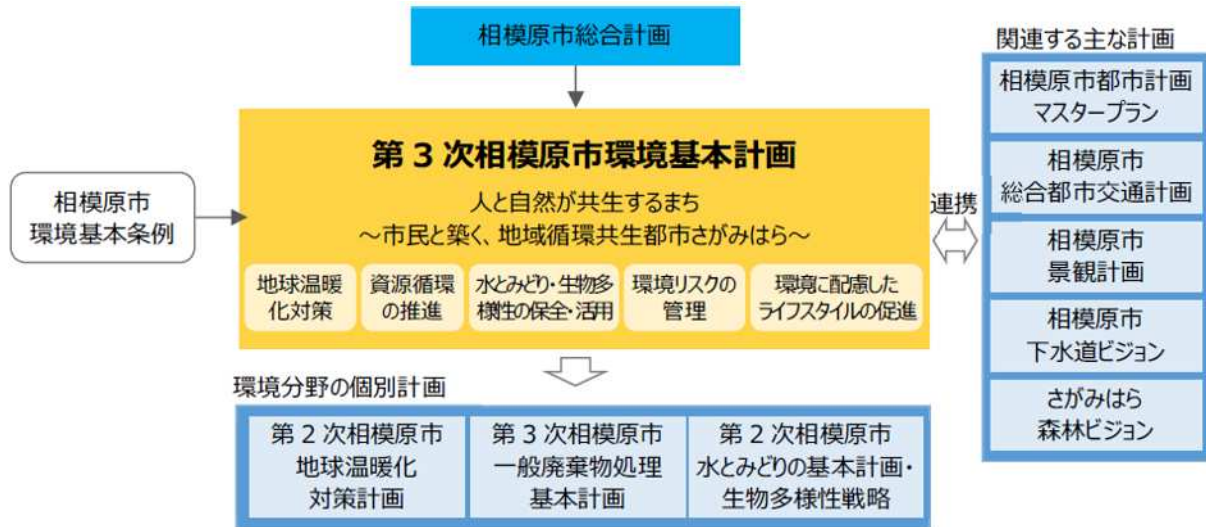 相模原市総合計画
相模原市
環境基本条例
第３次相模原市環境基本計画
人と自然が共生するまち
～市民と築く、地域循環共生都市さがみはら～
地球温暖
化対策
資源循環
の推進
水とみどり・生物多
様性の保全・活用
環境リスクの
管理
環境に配慮した
ライフスタイルの促進
連携
関連する主な計画
相模原市都市計画
マスタープラン
相模原市
総合都市交通計画
相模原市
景観計画
相模原市
下水道ビジョン
さがみはら
森林ビジョン
環境分野の個別計画
第２次相模原市
地球温暖化
対策計画
第３次相模原市
一般廃棄物処理
基本計画
第２次相模原市
水とみどりの基本計画・
生物多様性戦略